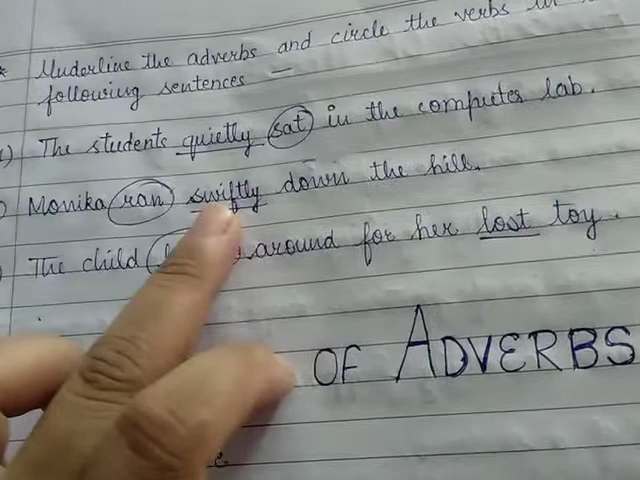 * Underline the adverbs and circle the verbs in
following sentences
The students quietly sat in the computer lab.
Monika ran swiftly down the hill.
The child around for her lost toy.
OF ADVERBS